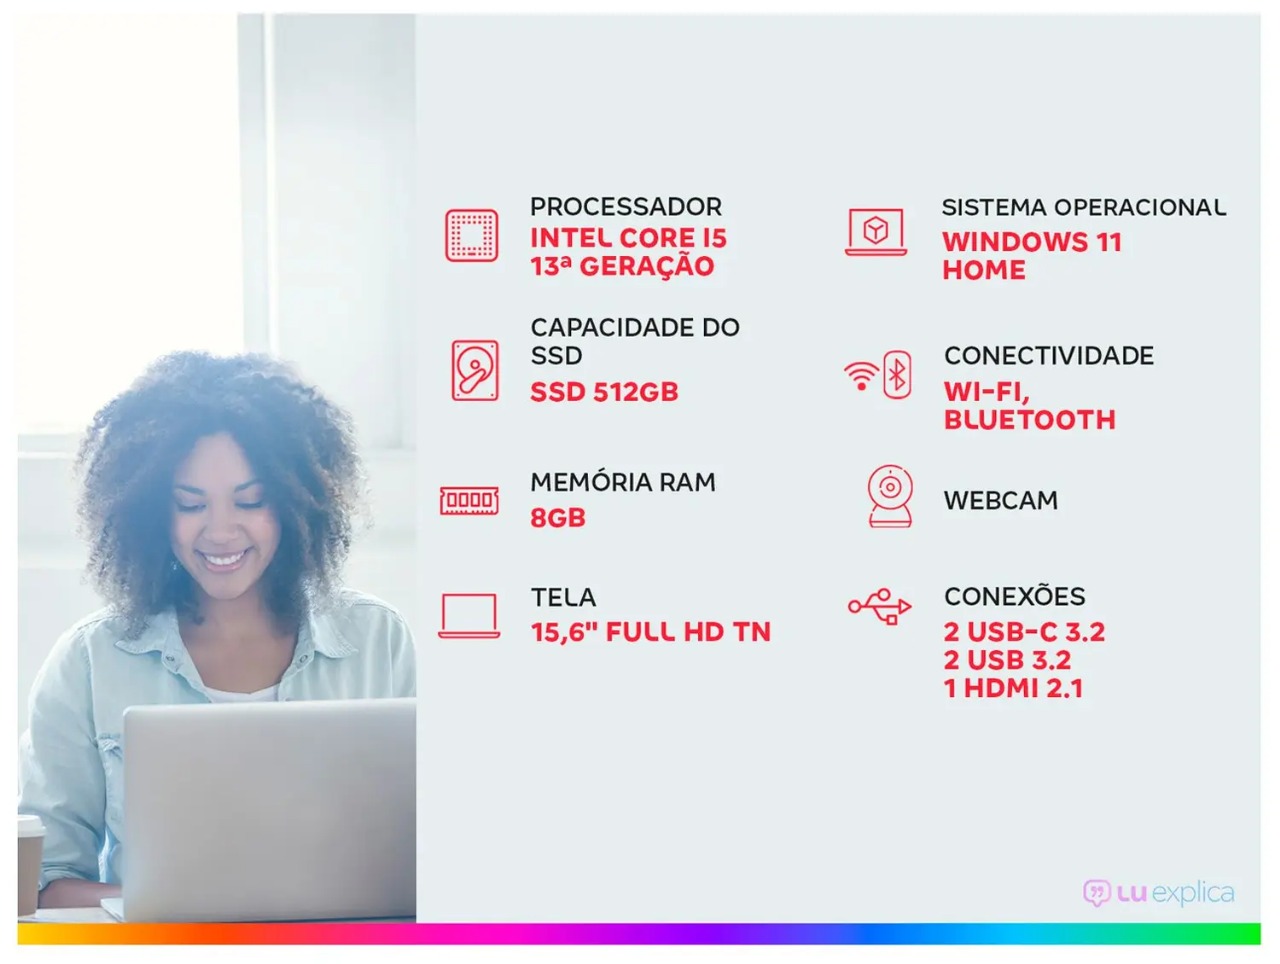 PROCESSADOR
INTEL CORE I5
13ª GERAÇÃO
CAPACIDADE DO
SSD
SSD 512GB
MEMÓRIA RAM
8GB
TELA
15,6" FULL HD TN
SISTEMA OPERACIONAL
WINDOWS 11
HOME
CONECTIVIDADE
WI-FI,
BLUETOOTH
WEBCAM
CONEXÕES
2 USB-C 3.2
2 USB 3.2
1 HDMI 2.1
Lu explica